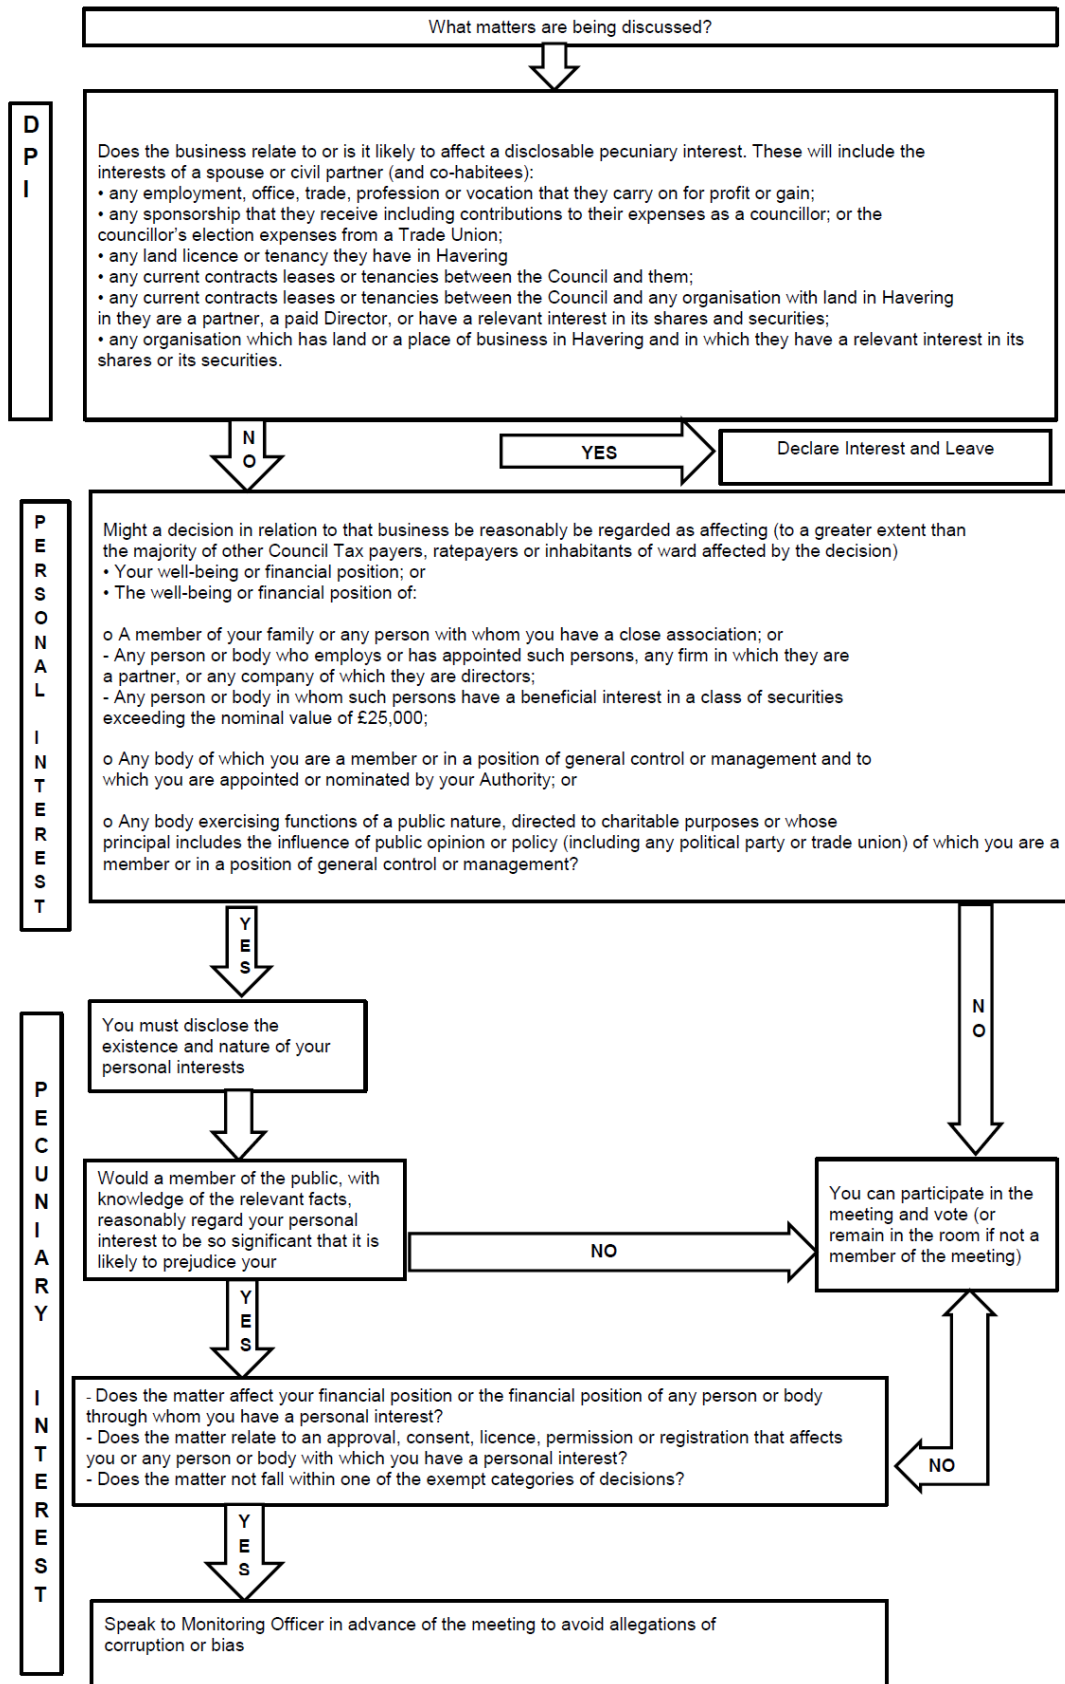 What matters are being discussed?
D
P
I
Does the business relate to or is it likely to affect a disclosable pecuniary interest. These will include the
interests of a spouse or civil partner (and co-habitees):
• any employment, office, trade, profession or vocation that they carry on for profit or gain;
• any sponsorship that they receive including contributions to their expenses as a councillor; or the
councillor's election expenses from a Trade Union;
• any land licence or tenancy they have in Havering
• any current contracts leases or tenancies between the Council and them;
• any current contracts leases or tenancies between the Council and any organisation with land in Havering
in they are a partner, a paid Director, or have a relevant interest in its shares and securities;
• any organisation which has land or a place of business in Havering and in which they have a relevant interest in its
shares or its securities.
N
O
YES
Declare Interest and Leave
P
E
R
S
O
N
A
L
I
N
T
E
R
E
S
T
Might a decision in relation to that business be reasonably be regarded as affecting (to a greater extent than
the majority of other Council Tax payers, ratepayers or inhabitants of ward affected by the decision)
• Your well-being or financial position; or
• The well-being or financial position of:
o A member of your family or any person with whom you have a close association; or
- Any person or body who employs or has appointed such persons, any firm in which they are
a partner, or any company of which they are directors;
- Any person or body in whom such persons have a beneficial interest in a class of securities
exceeding the nominal value of £25,000;
o Any body of which you are a member or in a position of general control or management and to
which you are appointed or nominated by your Authority; or
o Any body exercising functions of a public nature, directed to charitable purposes or whose
principal includes the influence of public opinion or policy (including any political party or trade union) of which you are a
member or in a position of general control or management?
Y
E
S
N
O
P
E
C
U
N
I
A
R
Y
I
N
T
E
R
E
S
T
You must disclose the
existence and nature of your
personal interests
Would a member of the public, with
knowledge of the relevant facts,
reasonably regard your personal
interest to be so significant that it is
likely to prejudice your
NO
You can participate in the
meeting and vote (or
remain in the room if not a
member of the meeting)
Y
E
S
- Does the matter affect your financial position or the financial position of any person or body
through whom you have a personal interest?
- Does the matter relate to an approval, consent, licence, permission or registration that affects
you or any person or body with which you have a personal interest?
- Does the matter not fall within one of the exempt categories of decisions?
NO
Y
E
S
Speak to Monitoring Officer in advance of the meeting to avoid allegations of
corruption or bias